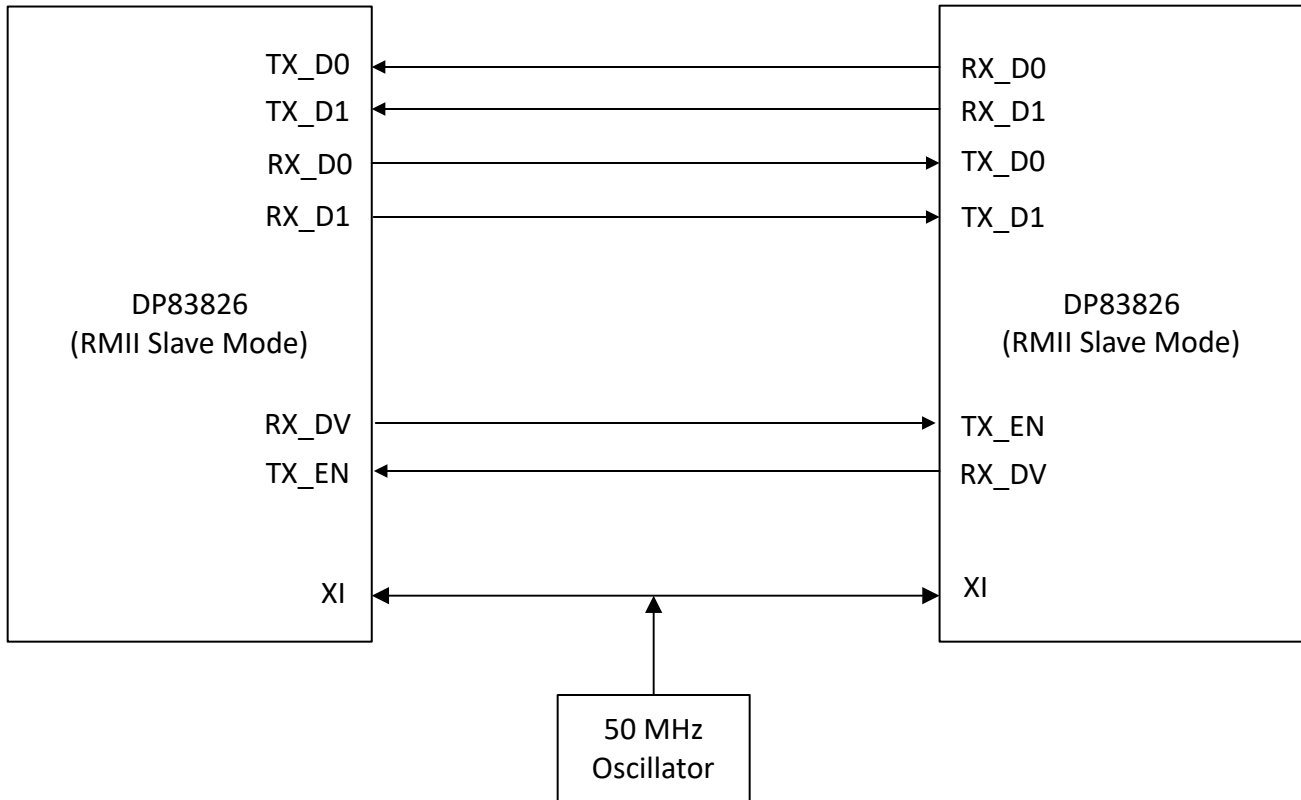 TX_D0
TX_D1
RX_D0
RX_D1
DP83826
(RMII Slave Mode)
RX_DV
TX_EN
XI
RX_D0
RX_D1
TX_D0
TX_D1
DP83826
(RMII Slave Mode)
TX_EN
RX_DV
XI
50 MHz
Oscillator